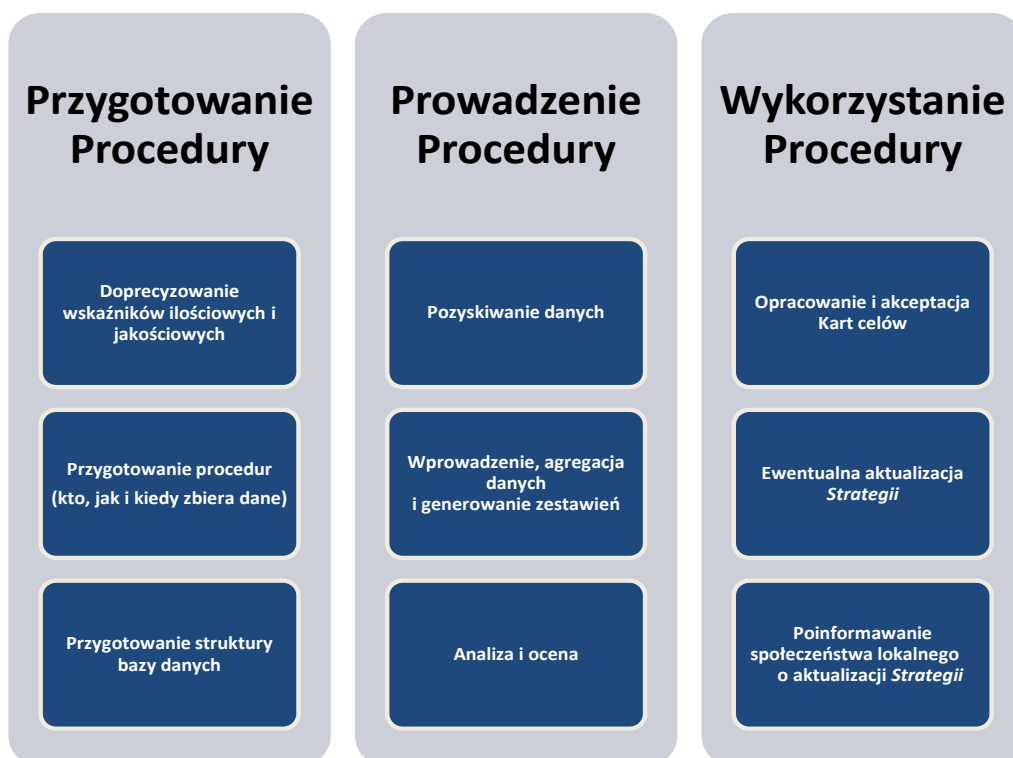 Przygotowanie
Procedury
Doprecyzowanie
wskaźników ilościowych i
jakościowych
Przygotowanie procedur
(kto, jak i kiedy zbiera dane)
Przygotowanie struktury
bazy danych
Prowadzenie
Procedury
Pozyskiwanie danych
Wprowadzenie, agregacja
danych
i generowanie zestawień
Analiza i ocena
Wykorzystanie
Procedury
Opracowanie i akceptacja
Kart celów
Ewentualna aktualizacja
Strategii
Poinformawanie
społeczeństwa lokalnego
o aktualizacji Strategii